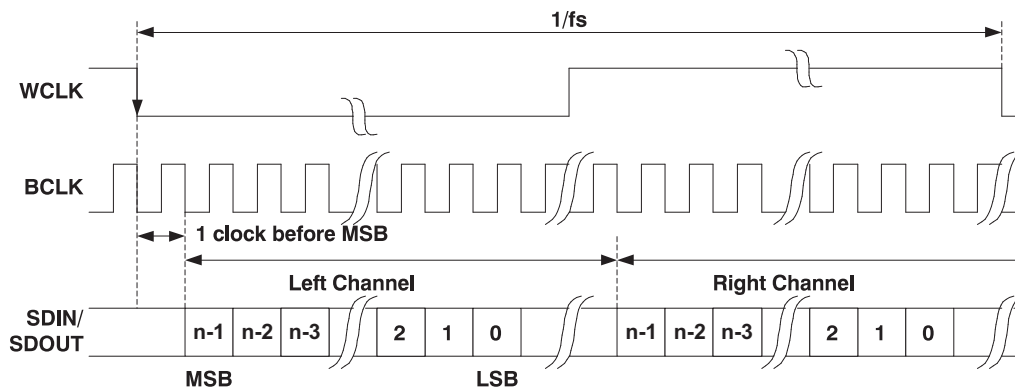 1/fs
WCLK
BCLK
1 clock before MSB
Left Channel Right Channel
SDIN/
SDOUT
n-1 n-2 n-3 2 1 0 n-1 n-2 n-3 2 1 0
MSB LSB